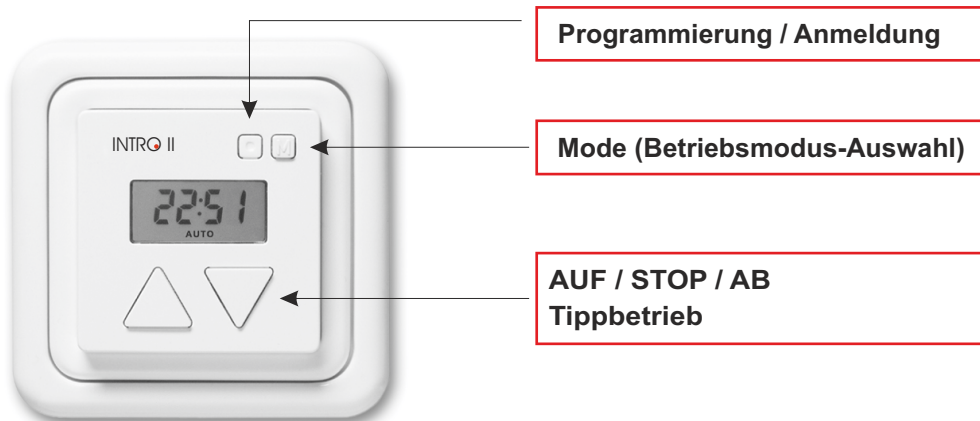 Programmierung / Anmeldung
INTRO II
M
Mode (Betriebsmodus-Auswahl)
22:51
AUTO
AUF / STOP / AB
Tippbetrieb